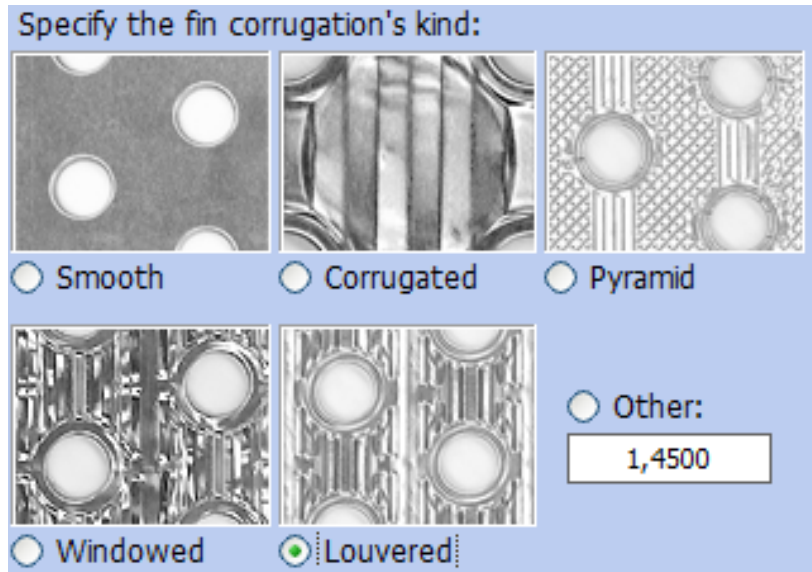 Specify the fin corrugation's kind:
Smooth
Corrugated
Pyramid
Other:
1,4500
Windowed
Louvered